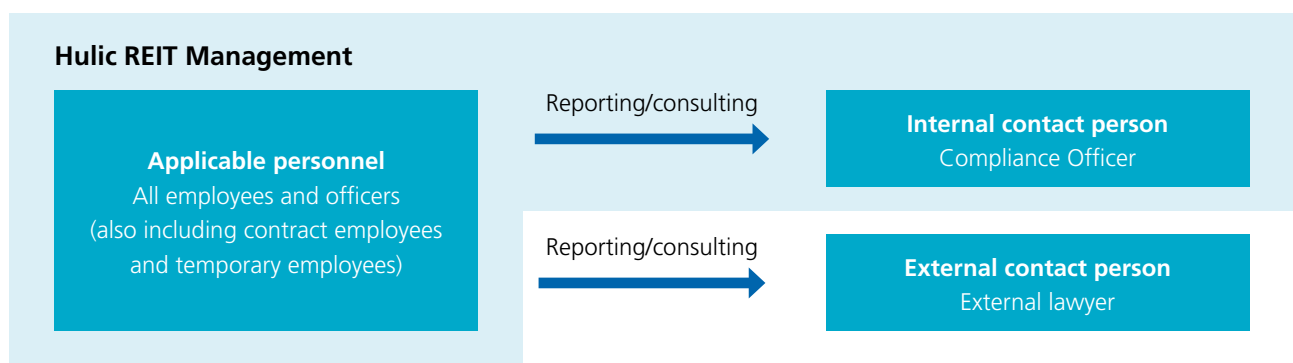 Hulic REIT Management
Applicable personnel
All employees and officers
(also including contract employees
and temporary employees)
Reporting/consulting
Internal contact person
Compliance Officer
Reporting/consulting
External contact person
External lawyer